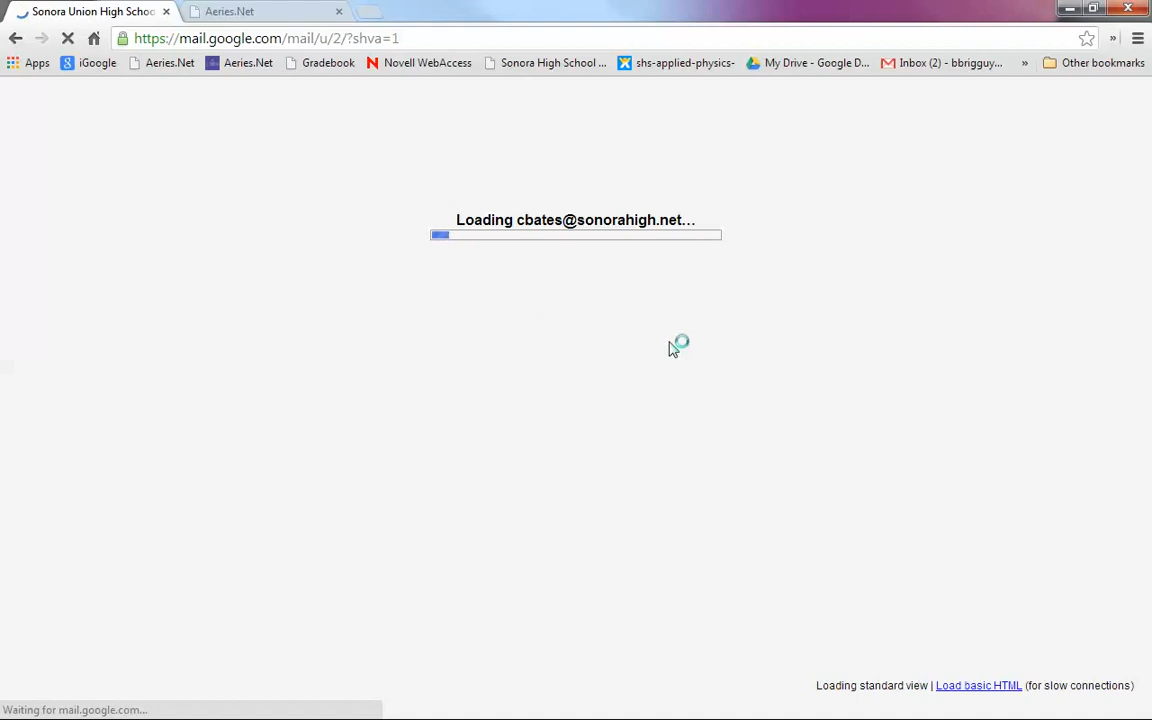 Sonora Union High Schoo
Aeries.Net
https://mail.google.com/mail/u/2/?shva=1
»
Apps
iGoogle
Aeries.Net
Aeries.Net
Gradebook
Novell WebAccess
Sonora High School ...
shs-applied-physics-
My Drive - Google D...
Inbox (2) - bbrigguy...
»
Other bookmarks
Loading cbates@sonorahigh.net…
Loading standard view | Load basic HTML (for slow connections)
Waiting for mail.google.com...